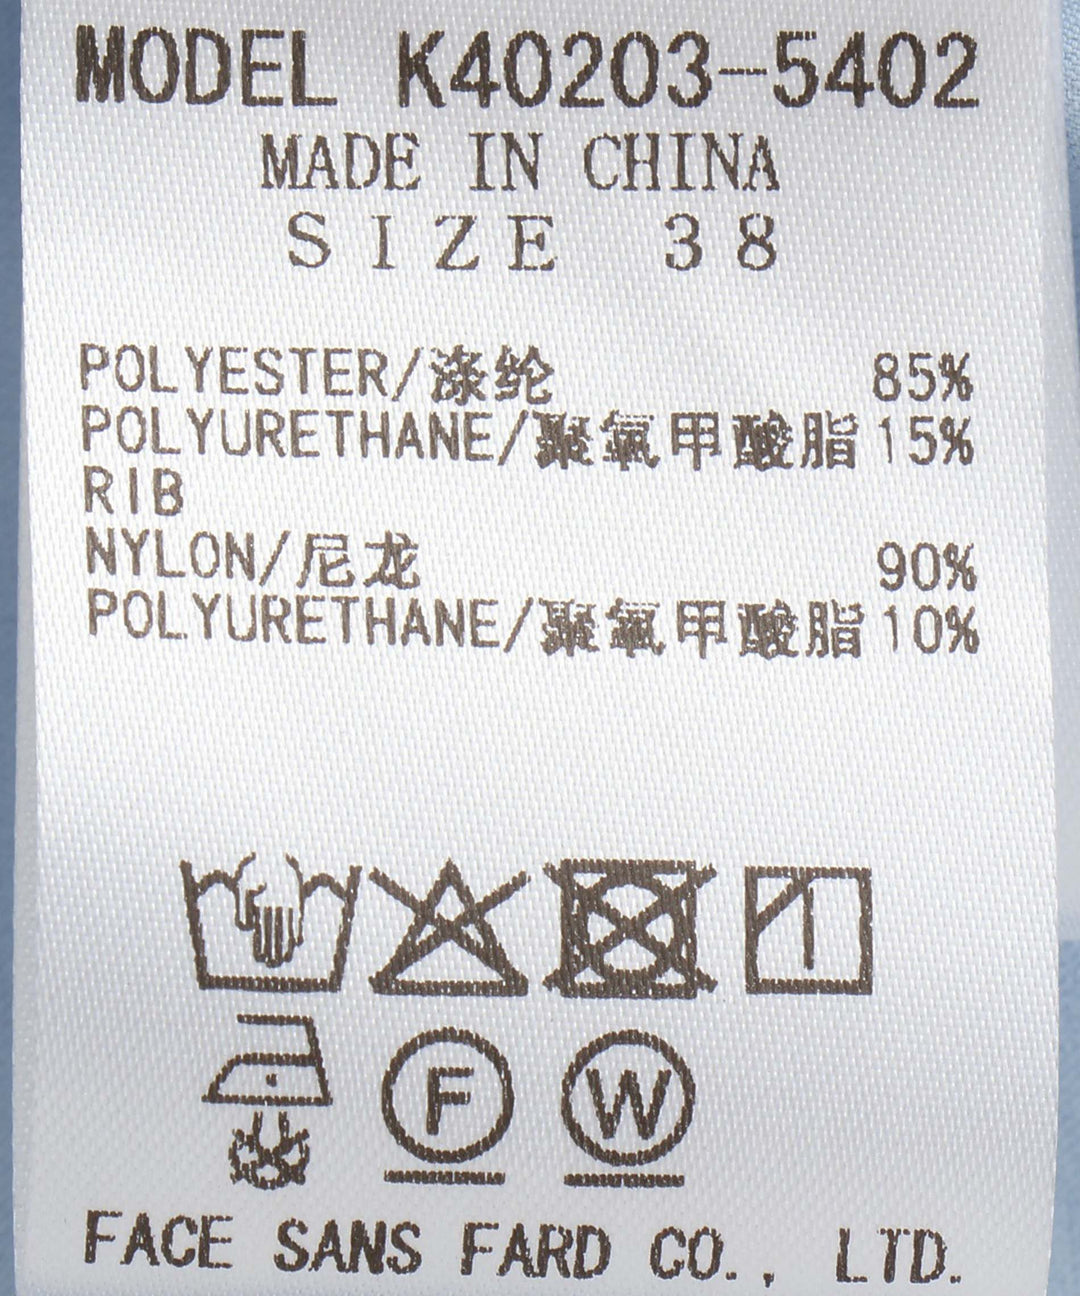 MODEL K40203-5402
MADE IN CHINA
SIZE 38
POLYESTER/涤纶 85%
POLYURETHANE/聚氨甲酸脂 15%
RIB
NYLON/尼龙 90%
POLYURETHANE/聚氨甲酸脂 10%
F W
FACE SANS FARD CO., LTD.